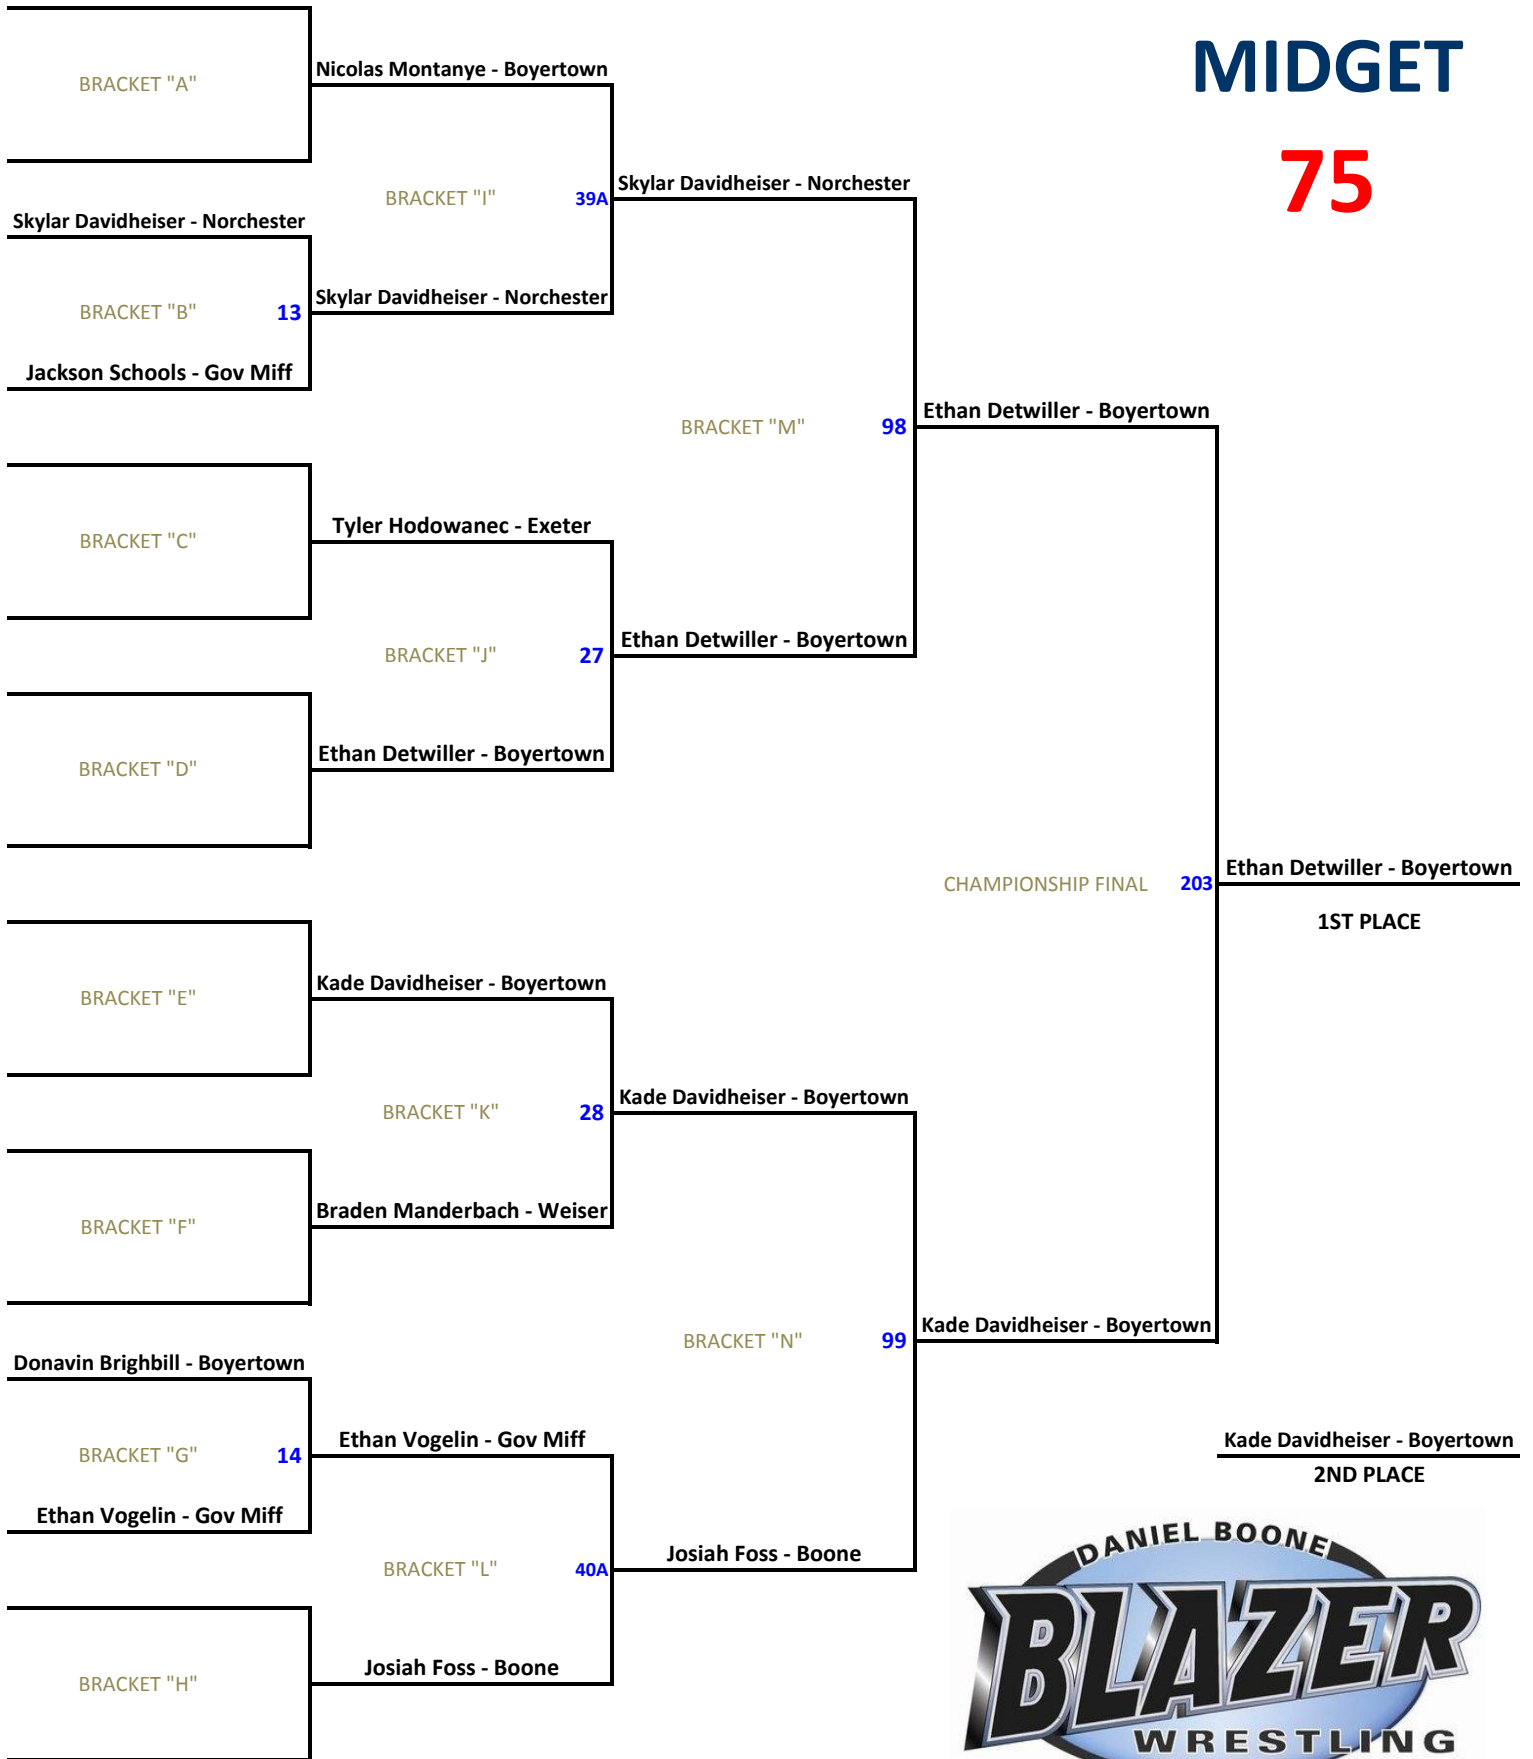 MIDGET
75
BRACKET "A"
Nicolas Montanye - Boyertown
BRACKET "I" 39A
Skylar Davidheiser - Norchester
Skylar Davidheiser - Norchester
BRACKET "B" 13
Skylar Davidheiser - Norchester
Jackson Schools - Gov Miff
BRACKET "M" 98
Ethan Detwiller - Boyertown
BRACKET "C"
Tyler Hodowanec - Exeter
BRACKET "J" 27
Ethan Detwiller - Boyertown
BRACKET "D"
Ethan Detwiller - Boyertown
CHAMPIONSHIP FINAL 203
Ethan Detwiller - Boyertown
1ST PLACE
BRACKET "E"
Kade Davidheiser - Boyertown
BRACKET "K" 28
Kade Davidheiser - Boyertown
BRACKET "F"
Braden Manderbach - Weiser
BRACKET "N" 99
Kade Davidheiser - Boyertown
Donavin Brighbill - Boyertown
BRACKET "G" 14
Ethan Vogelin - Gov Miff
Ethan Vogelin - Gov Miff
Kade Davidheiser - Boyertown
2ND PLACE
BRACKET "L" 40A
Josiah Foss - Boone
Josiah Foss - Boone
BRACKET "H"
DANIEL BOONE
BLAZER
WRESTLING